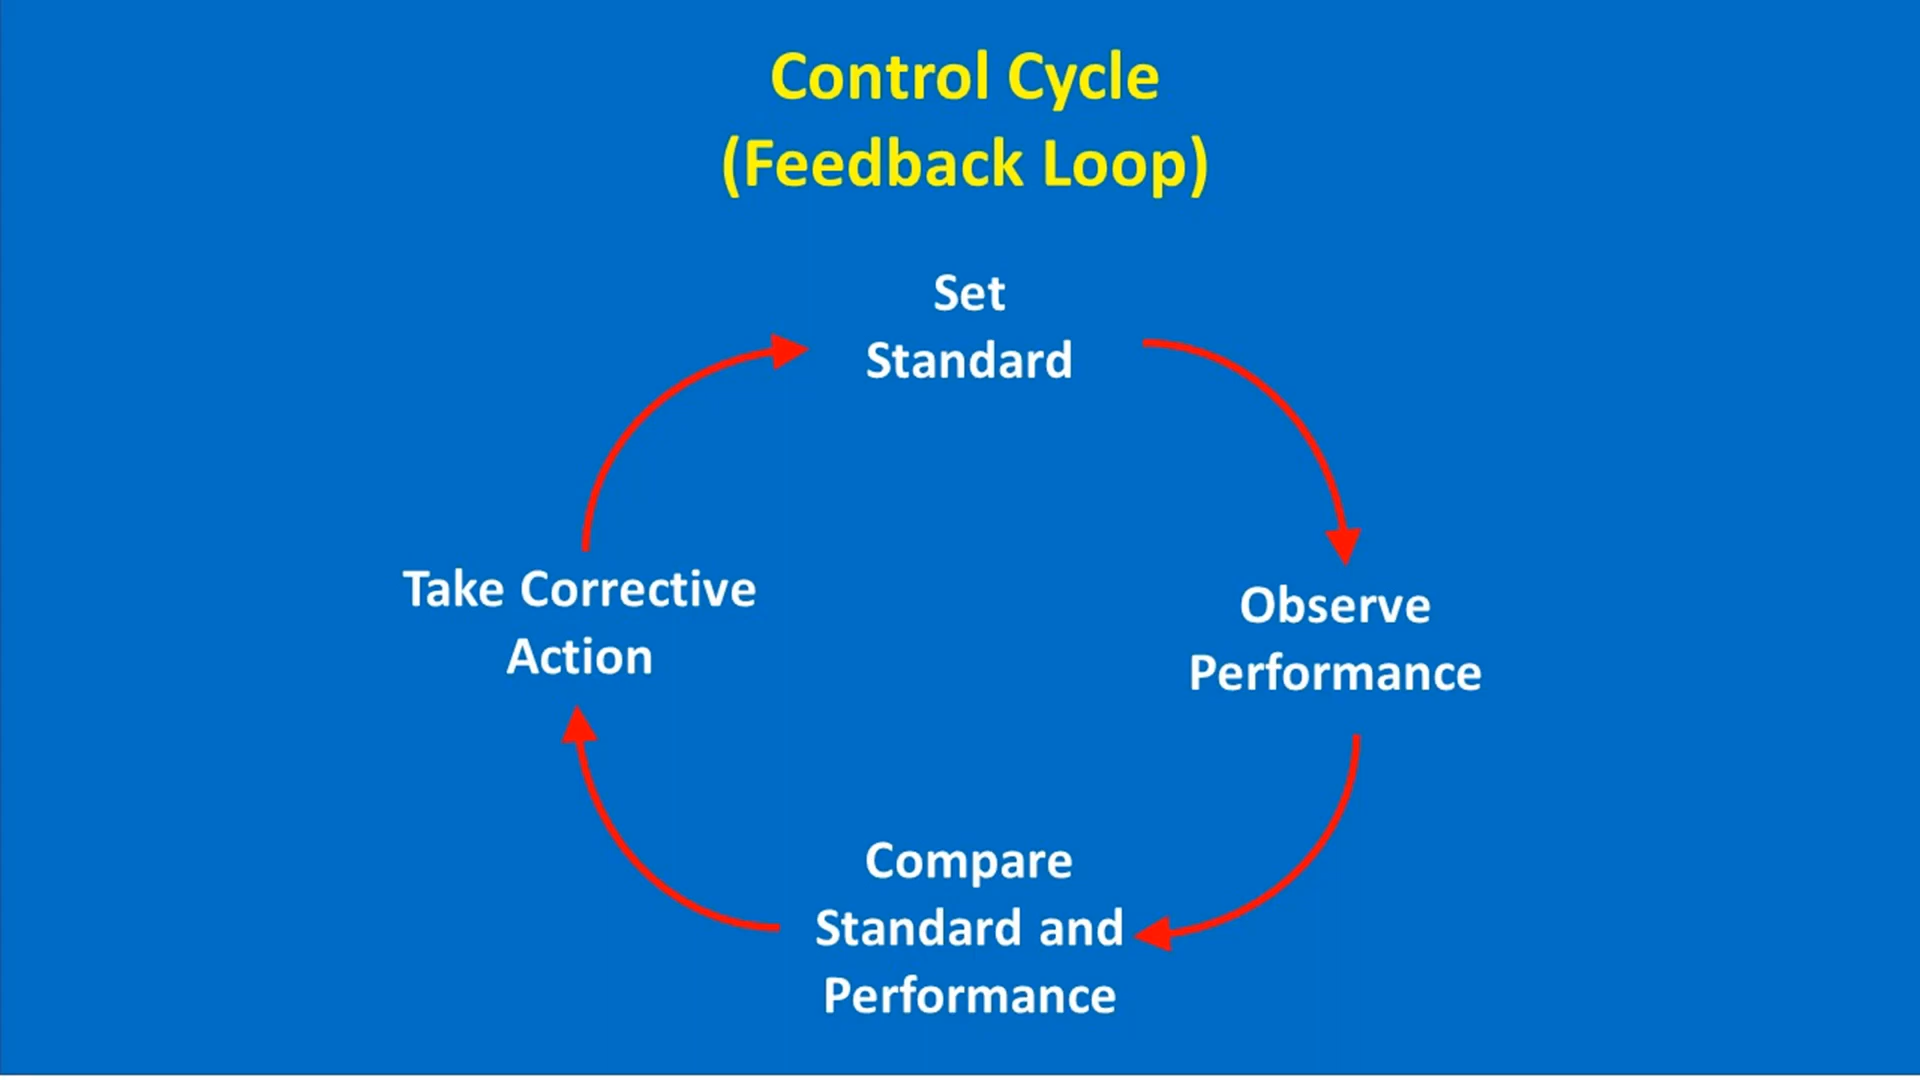 Control Cycle
(Feedback Loop)
Set
Standard
Take Corrective
Action
Observe
Performance
Compare
Standard and
Performance